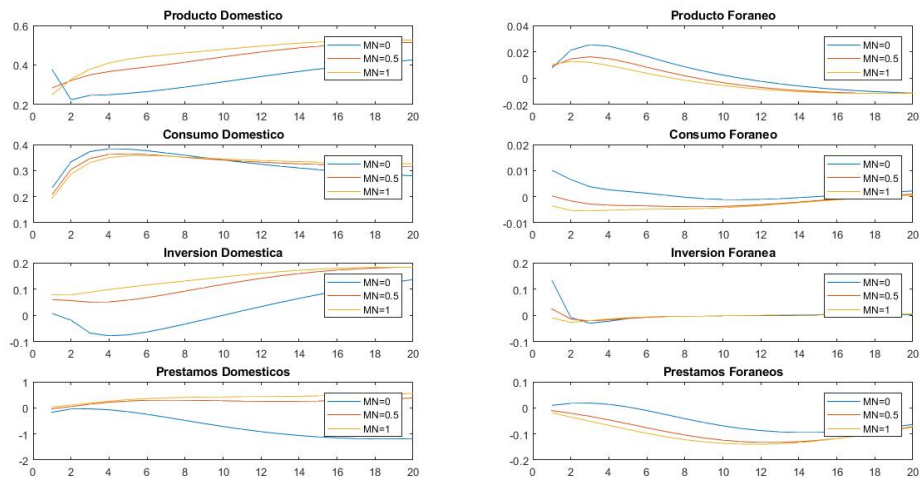 Producto Domestico
0.6
0.4
0.2
MN=0
MN=0.5
MN=1
0 2 4 6 8 10 12 14 16 18 20
Producto Foraneo
0.04
0.02
0
-0.02
MN=0
MN=0.5
MN=1
0 2 4 6 8 10 12 14 16 18 20
Consumo Domestico
0.4
0.3
0.2
0.1
MN=0
MN=0.5
MN=1
0 2 4 6 8 10 12 14 16 18 20
Consumo Foraneo
0.02
0.01
0
-0.01
MN=0
MN=0.5
MN=1
0 2 4 6 8 10 12 14 16 18 20
Inversion Domestica
0.2
0.1
0
-0.1
MN=0
MN=0.5
MN=1
0 2 4 6 8 10 12 14 16 18 20
Inversion Foranea
0.2
0.1
0
-0.1
MN=0
MN=0.5
MN=1
0 2 4 6 8 10 12 14 16 18 20
Prestamos Domesticos
1
0
-1
-2
MN=0
MN=0.5
MN=1
0 2 4 6 8 10 12 14 16 18 20
Prestamos Foraneos
0.1
0
-0.1
-0.2
MN=0
MN=0.5
MN=1
0 2 4 6 8 10 12 14 16 18 20